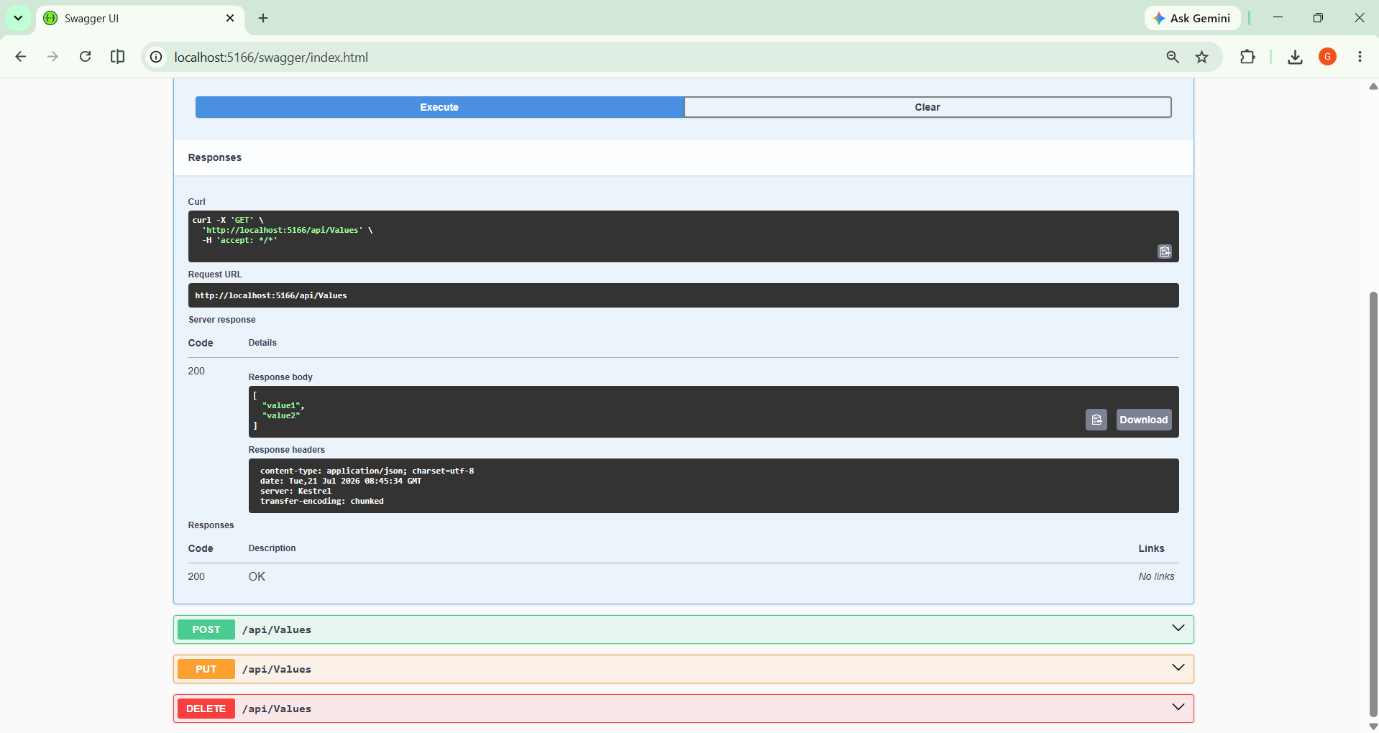 Swagger UI
Ask Gemini
localhost:5166/swagger/index.html
G
Execute Clear
Responses
Curl
curl -X 'GET' \
'http://localhost:5166/api/Values' \
-H 'accept: */*'
Request URL
http://localhost:5166/api/Values
Server response
Code Details
200
Response body
[
"value1",
"value2"
]
Download
Response headers
content-type: application/json; charset=utf-8
date: Tue,21 Jul 2026 08:45:34 GMT
server: Kestrel
transfer-encoding: chunked
Responses
Code Description Links
200 OK No links
POST /api/Values
PUT /api/Values
DELETE /api/Values